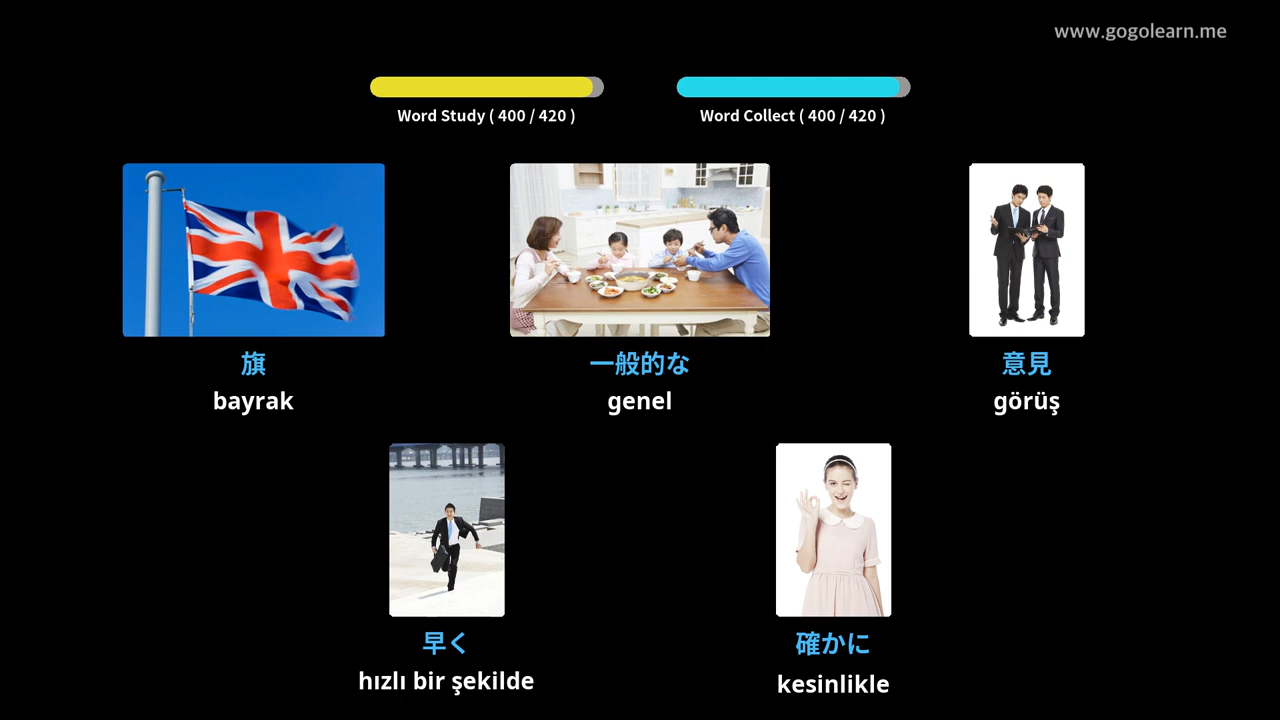 www.gogolearn.me
Word Study ( 400 / 420 )
Word Collect ( 400 / 420 )
旗
bayrak
一般的な
genel
意見
görüş
早く
hızlı bir şekilde
確かに
kesinlikle